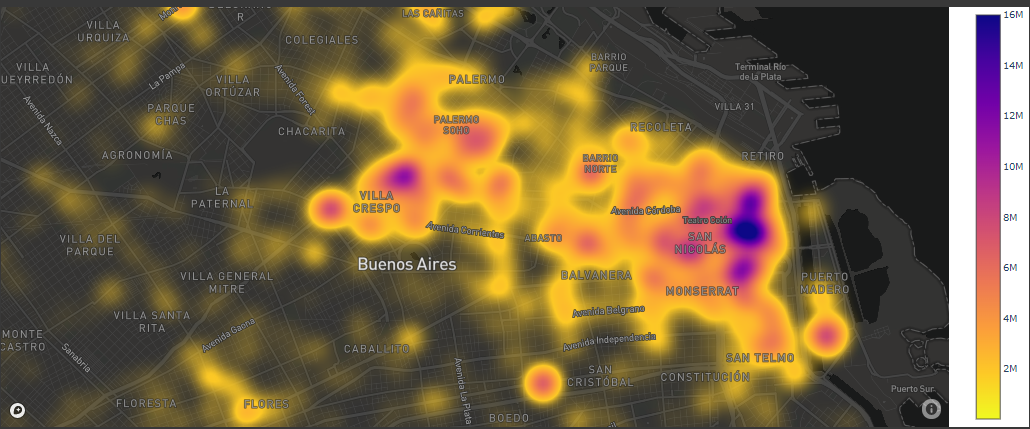 LAS CAÑITAS
R
VILLA
URQUIZA
COLEGIALES
BARRIO
PARQUE
VILLA
UEYRREDÓN
La Pampa
VILLA
ORTÚZAR
Avenida Forest
PALERMO
Terminal Río
de la Plata
Avenida Nazca
PARQUE
CHAS
CHACARITA
PALERMO
SOHO
VILLA 31
RECOLETA
AGRONOMÍA
BARRIO
NORTE
RETIRO
LA
PATERNAL
VILLA
CRESPO
Avenida Córdoba
Teatro Colón
Avenida Corrientes
ABASTO
SAN
NICOLÁS
VILLA DEL
PARQUE
Buenos Aires
VILLA GENERAL
MITRE
BALVANERA
MONSERRAT
PUERTO
MADERO
VILLA SANTA
RITA
Avenida Belgrano
Avenida Gaona
Avenida Independencia
MONTE
CASTRO
Sanabria
CABALLITO
SAN TELMO
Avenida La Plata
SAN
CRISTÓBAL
CONSTITUCIÓN
Puerto Sur
FLORESTA
FLORES
BOEDO
16M
14M
12M
10M
8M
6M
4M
2M